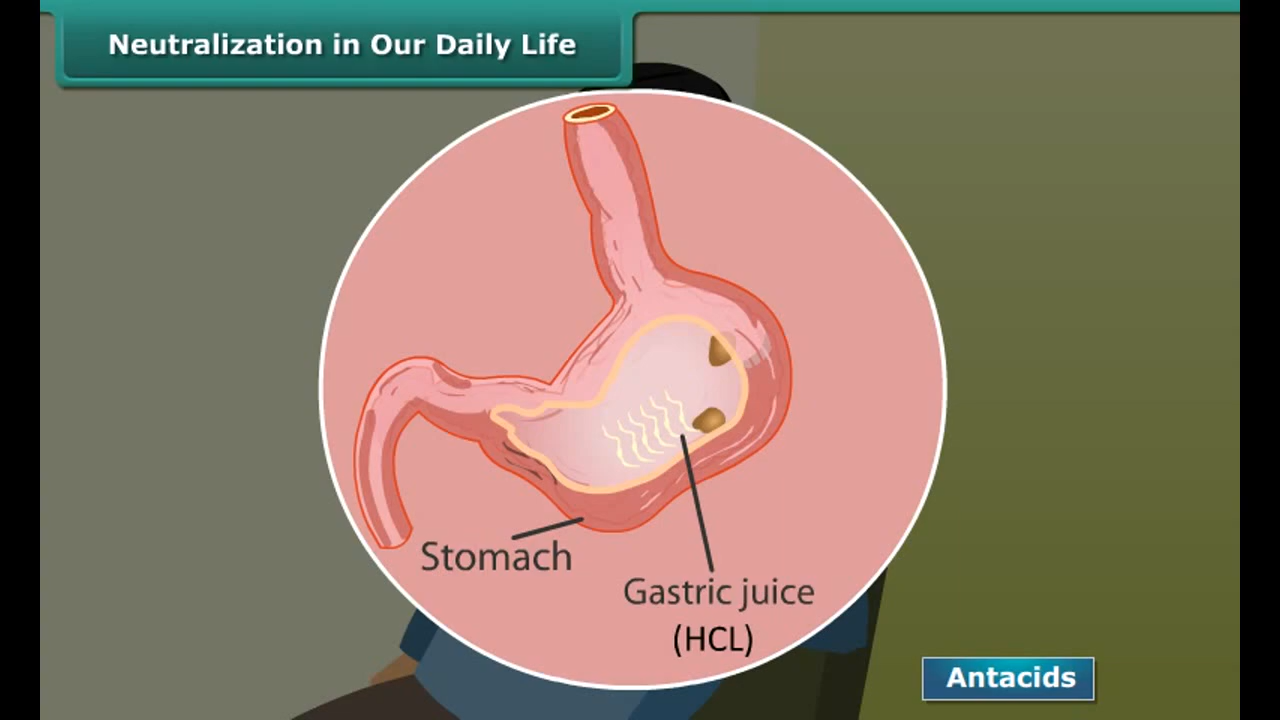 Neutralization in Our Daily Life
Stomach
Gastric juice
(HCL)
Antacids